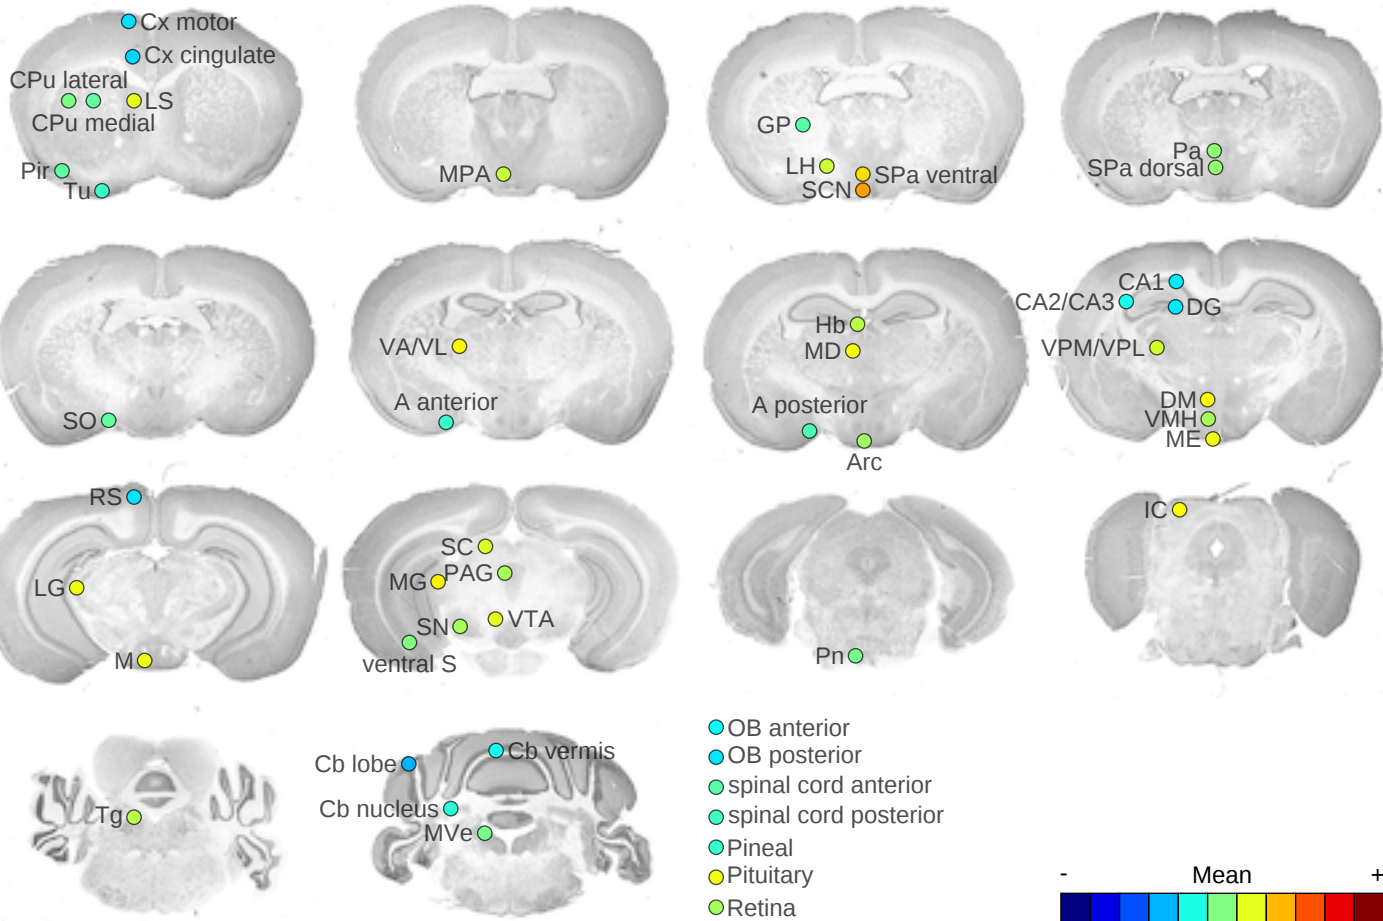 Cx motor
Cx cingulate
CPu lateral
LS
CPu medial
Pir
Tu
MPA
GP
LH
SPa ventral
SCN
Pa
SPa dorsal
SO
VA/VL
A anterior
Hb
MD
A posterior
Arc
CA1
CA2/CA3
DG
VPM/VPL
DM
VMH
ME
RS
LG
M
SC
MG
PAG
SN
VTA
ventral S
Pn
IC
Tg
Cb lobe
Cb vermis
Cb nucleus
MVe
OB anterior
OB posterior
spinal cord anterior
spinal cord posterior
Pineal
Pituitary
Retina
- Mean +